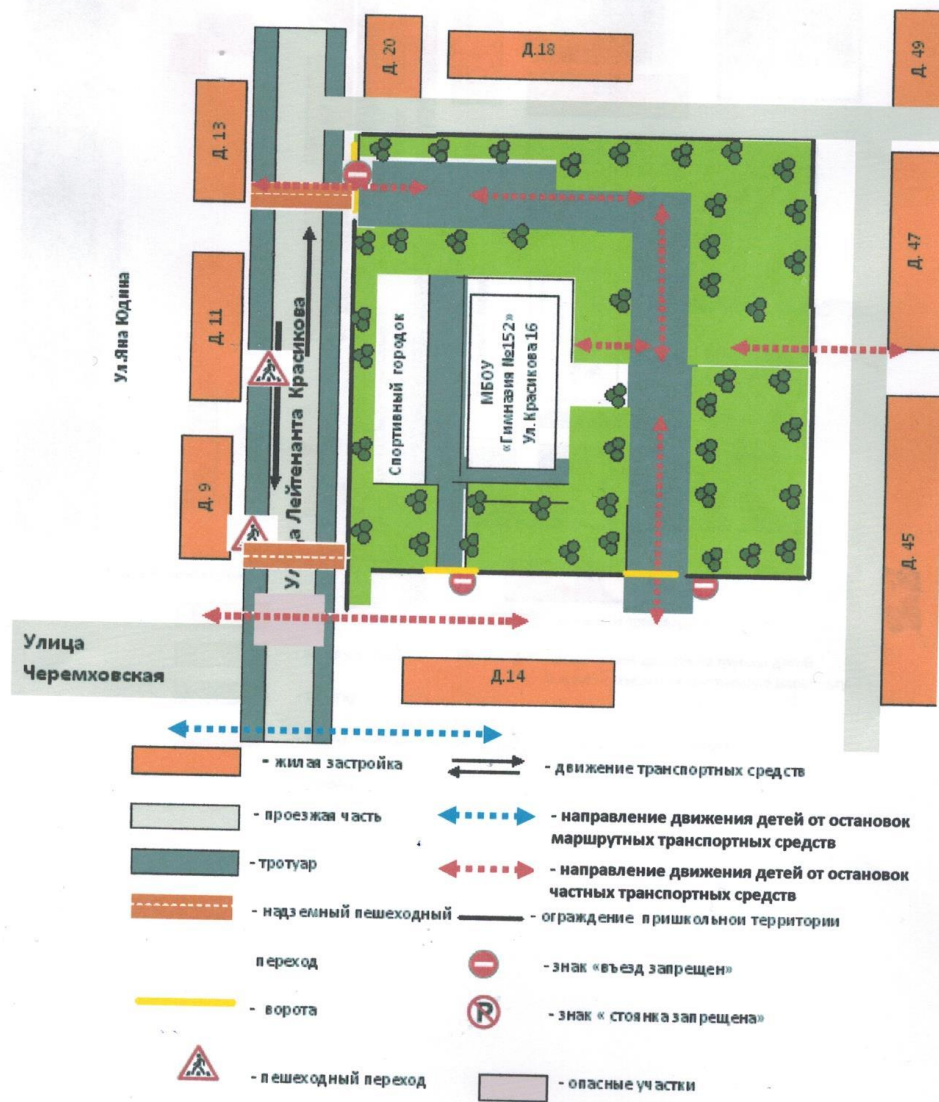 Д. 20
Д.18
Д. 49
Д. 13
Д. 47
Ул.Яна Юдина
Д. 11
Спортивный городок
МБОУ
«Гимназия №152»
Ул.Красикова16
Ул ца Лейтенанта Красикова
Д. 9
Д. 45
Улица
Черемховская
Д.14
- жилая застройка
- движение транспортных средств
- проезжая часть
- направление движения детей от остановок
маршрутных транспортных средств
- тротуар
- направление движения детей от остановок
частных транспортных средств
- надземный пешеходный
переход
- ограждение пришкольной территории
- знак «въезд запрещен»
- ворота
P
- знак « стоянка запрещена»
- пешеходный переход
- опасные участки